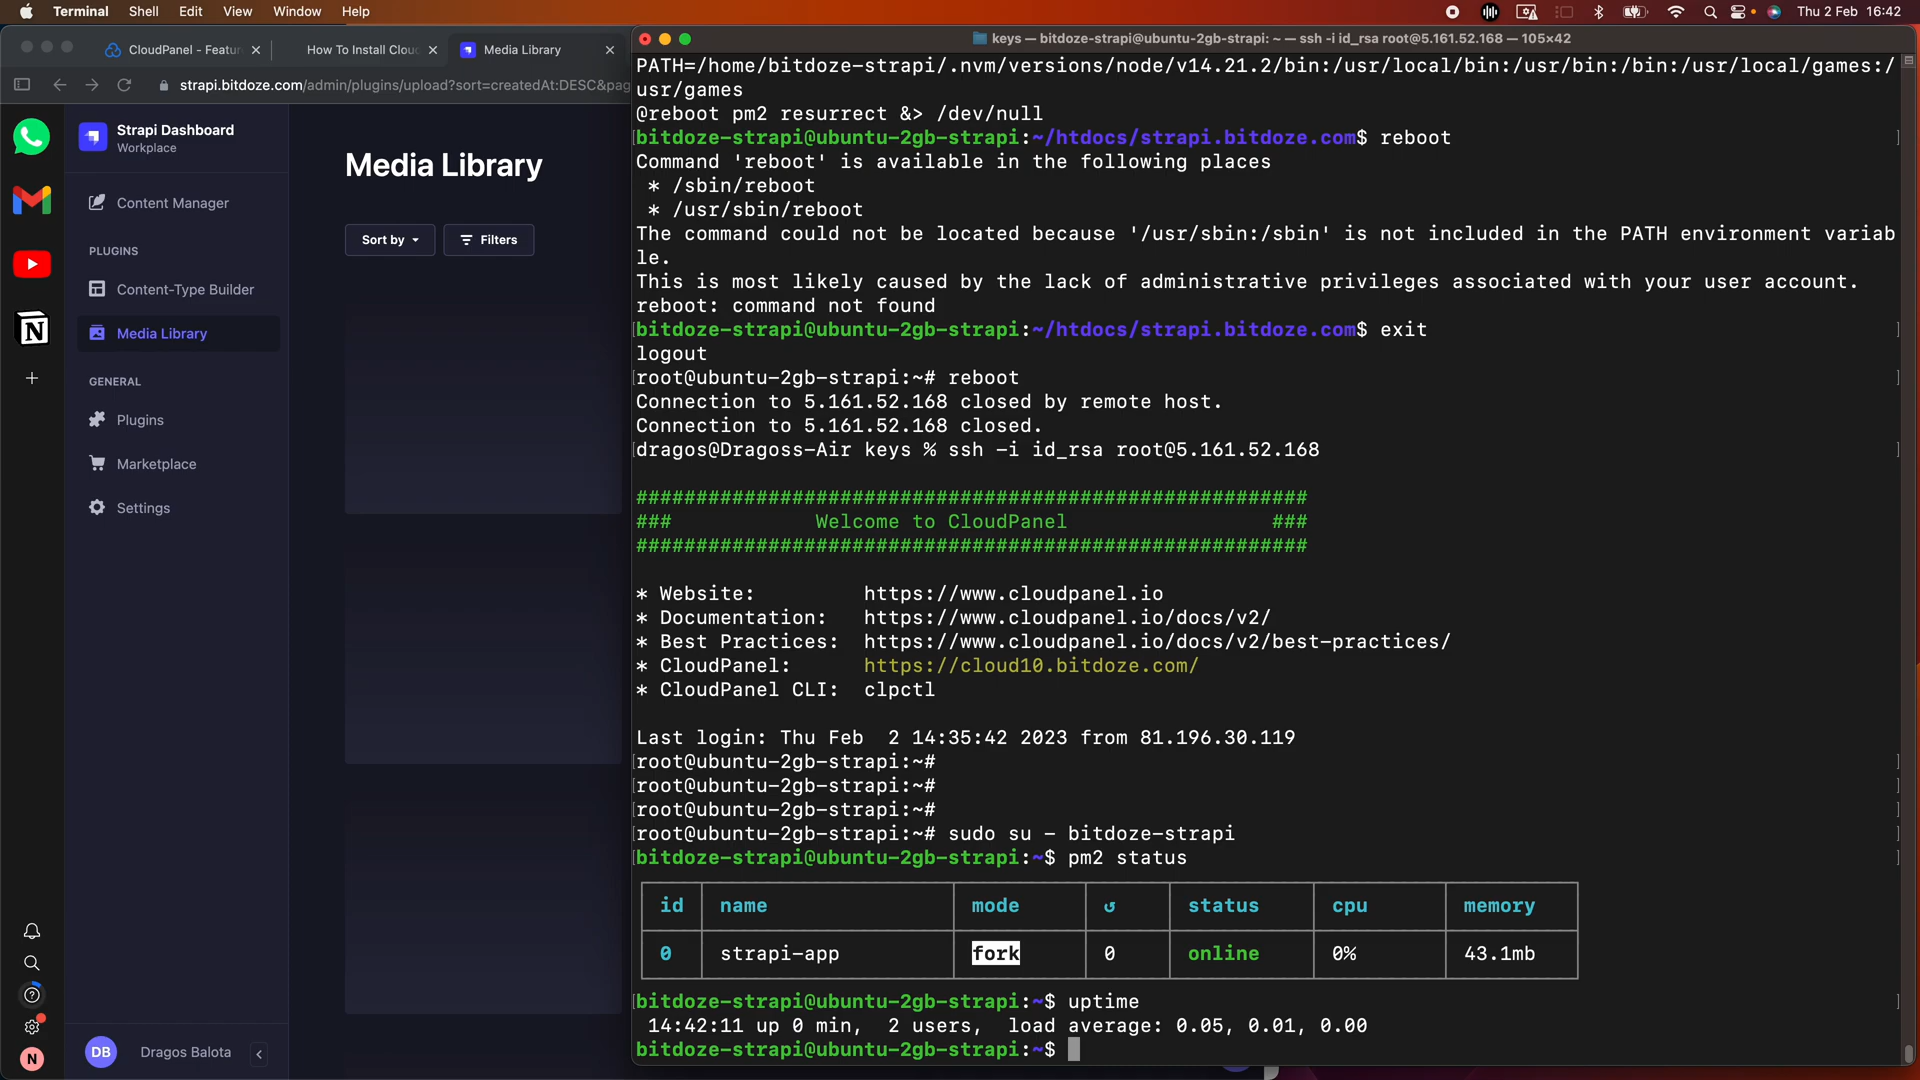 Terminal Shell Edit View Window Help
Thu 2 Feb 16:42
CloudPanel - Featur
How To Install Clou
Media Library
strapi.bitdoze.com/admin/plugins/upload?sort=createdAt:DESC&pag
Strapi Dashboard
Workplace
Content Manager
PLUGINS
Content-Type Builder
Media Library
GENERAL
Plugins
Marketplace
Settings
DB Dragos Balota
N
Media Library
Sort by
Filters
keys — bitdoze-strapi@ubuntu-2gb-strapi: ~ — ssh -i id_rsa root@5.161.52.168 — 105×42
PATH=/home/bitdoze-strapi/.nvm/versions/node/v14.21.2/bin:/usr/local/bin:/usr/bin:/bin:/usr/local/games:/
usr/games
@reboot pm2 resurrect &> /dev/null
bitdoze-strapi@ubuntu-2gb-strapi:~/htdocs/strapi.bitdoze.com$ reboot
Command 'reboot' is available in the following places
* /sbin/reboot
* /usr/sbin/reboot
The command could not be located because '/usr/sbin:/sbin' is not included in the PATH environment variab
le.
This is most likely caused by the lack of administrative privileges associated with your user account.
reboot: command not found
bitdoze-strapi@ubuntu-2gb-strapi:~/htdocs/strapi.bitdoze.com$ exit
logout
root@ubuntu-2gb-strapi:~# reboot
Connection to 5.161.52.168 closed by remote host.
Connection to 5.161.52.168 closed.
dragos@Dragoss-Air keys % ssh -i id_rsa root@5.161.52.168
########################################################
### Welcome to CloudPanel ###
########################################################
* Website: https://www.cloudpanel.io
* Documentation: https://www.cloudpanel.io/docs/v2/
* Best Practices: https://www.cloudpanel.io/docs/v2/best-practices/
* CloudPanel: https://cloud10.bitdoze.com/
* CloudPanel CLI: clpctl
Last login: Thu Feb  2 14:35:42 2023 from 81.196.30.119
root@ubuntu-2gb-strapi:~#
root@ubuntu-2gb-strapi:~#
root@ubuntu-2gb-strapi:~#
root@ubuntu-2gb-strapi:~# sudo su - bitdoze-strapi
bitdoze-strapi@ubuntu-2gb-strapi:~$ pm2 status
id name mode ↺ status cpu memory
0 strapi-app fork 0 online 0% 43.1mb
bitdoze-strapi@ubuntu-2gb-strapi:~$ uptime
14:42:11 up 0 min,  2 users,  load average: 0.05, 0.01, 0.00
bitdoze-strapi@ubuntu-2gb-strapi:~$